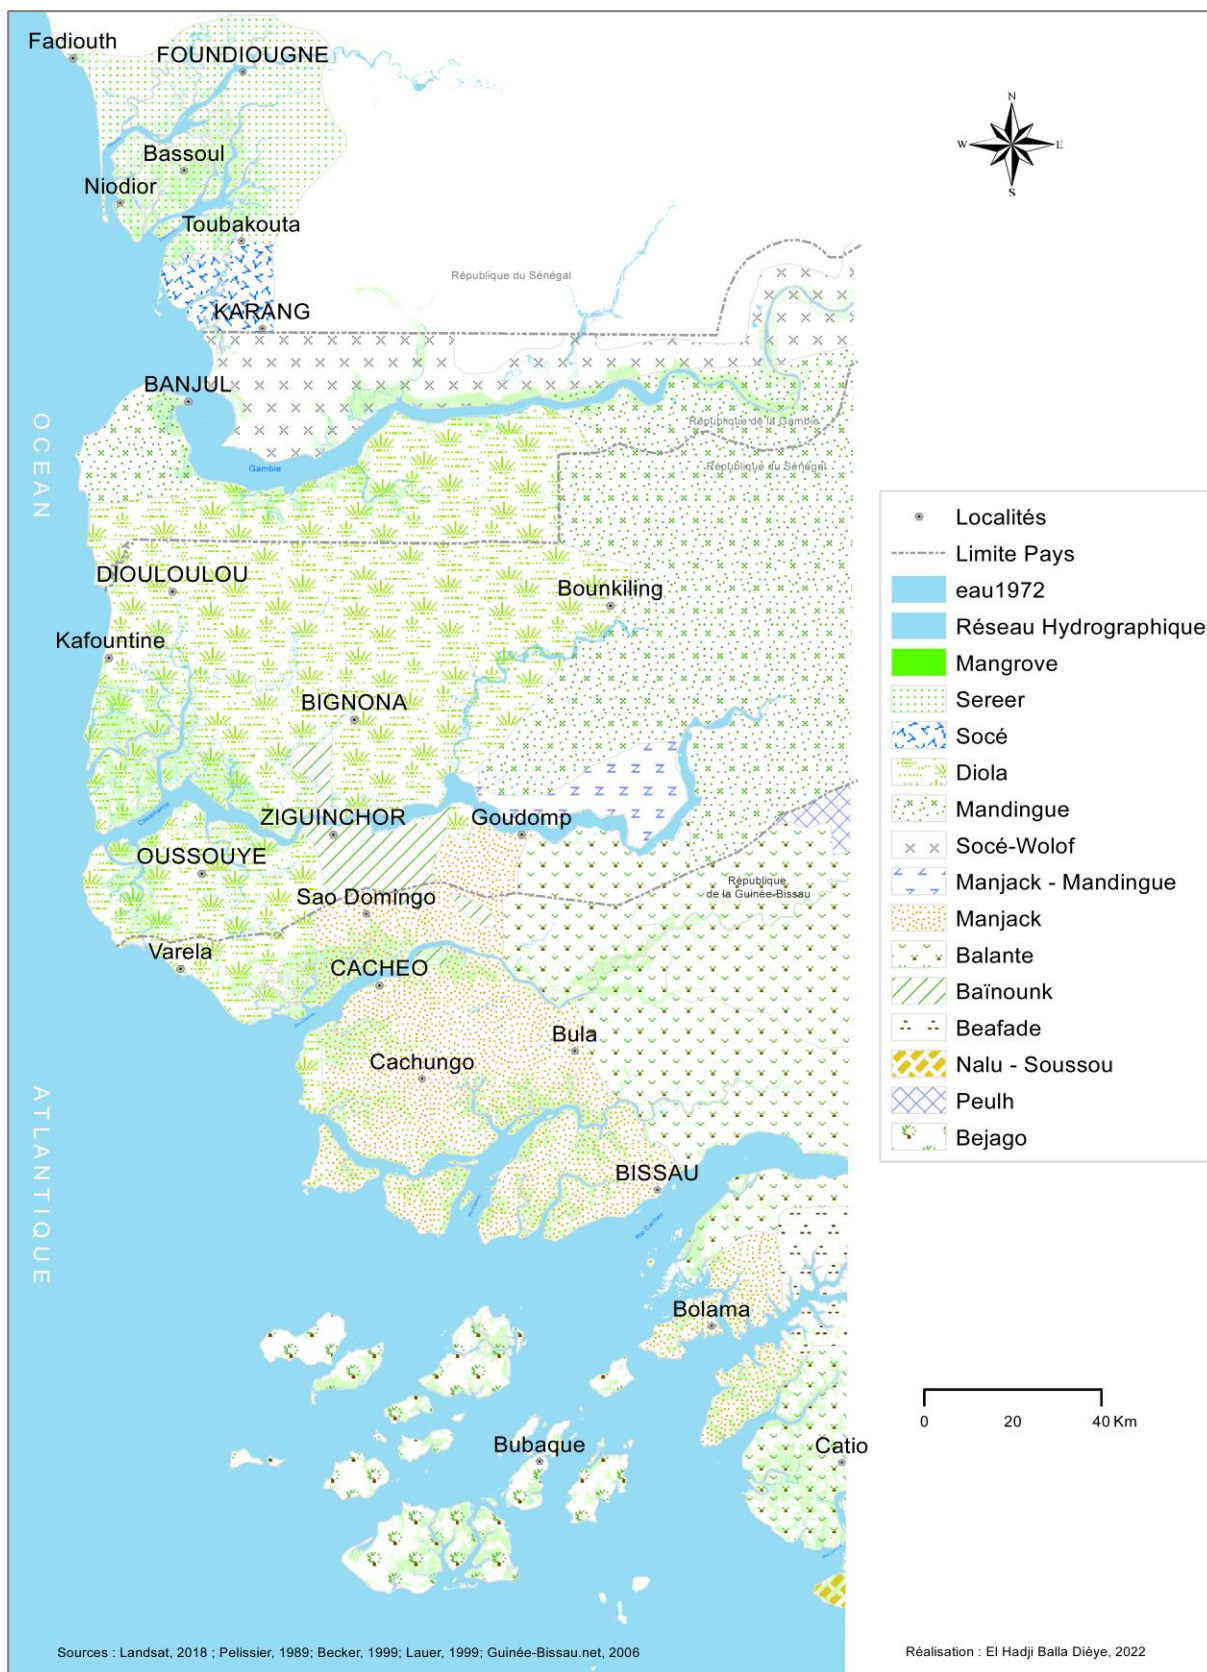 Fadiouth
FOUNDIOUGNE
N
W
E
S
Bassoul
Niodior
Toubakouta
République du Sénégal
KARANG
BANJUL
République de la Gambie
Gambie
République du Sénégal
OCEAN
DIOULOULOU
Bounkiling
Kafountine
BIGNONA
Casamance
ZIGUINCHOR
Goudomp
OUSSOUYE
République
de la Guinée-Bissau
Sao Domingo
Varela
CACHEO
Bula
Cachungo
ATLANTIQUE
BISSAU
Rio Cacheu
Bolama
Bubaque
Catio
Localités
Limite Pays
eau1972
Réseau Hydrographique
Mangrove
Sereer
Socé
Diola
Mandingue
Socé-Wolof
Manjack - Mandingue
Manjack
Balante
Baïnounk
Beafade
Nalu - Soussou
Peulh
Bejago
0 20 40 Km
Sources : Landsat, 2018 ; Pelissier, 1989; Becker, 1999; Lauer, 1999; Guinée-Bissau.net, 2006
Réalisation : El Hadji Balla Dièye, 2022